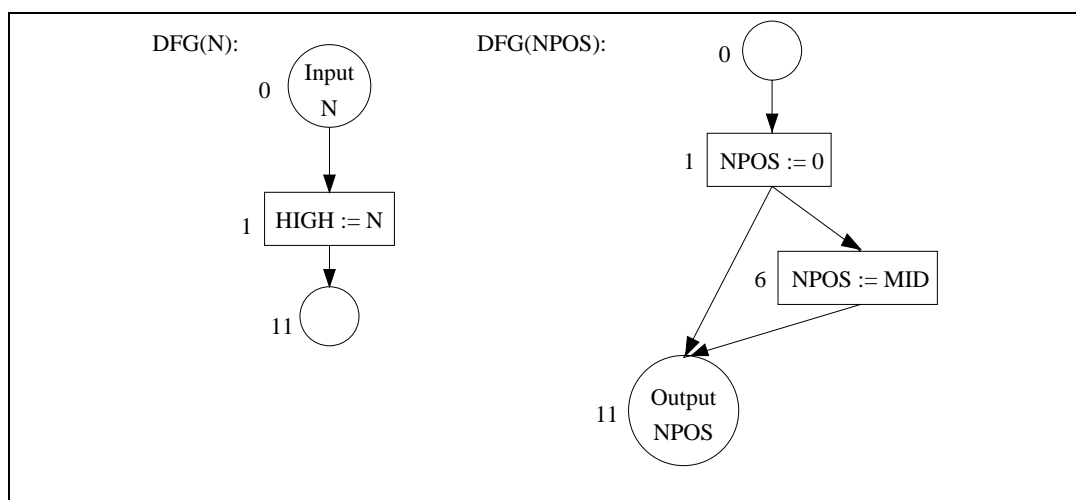 DFG(N):
0
Input
N
1
HIGH := N
11
DFG(NPOS):
0
1
NPOS := 0
6
NPOS := MID
11
Output
NPOS